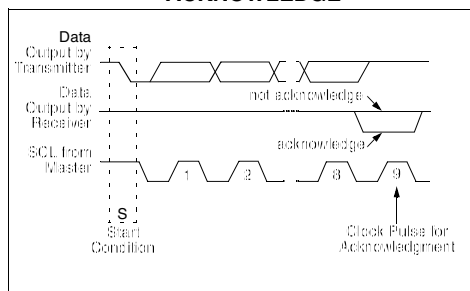 ACKNOWLEDGE
Data
Output by
Transmitter
Data
Output by
Receiver
not acknowledge
acknowledge
SCL from
Master
1 2 8 9
S
Start
Condition
Clock Pulse for
Acknowledgment